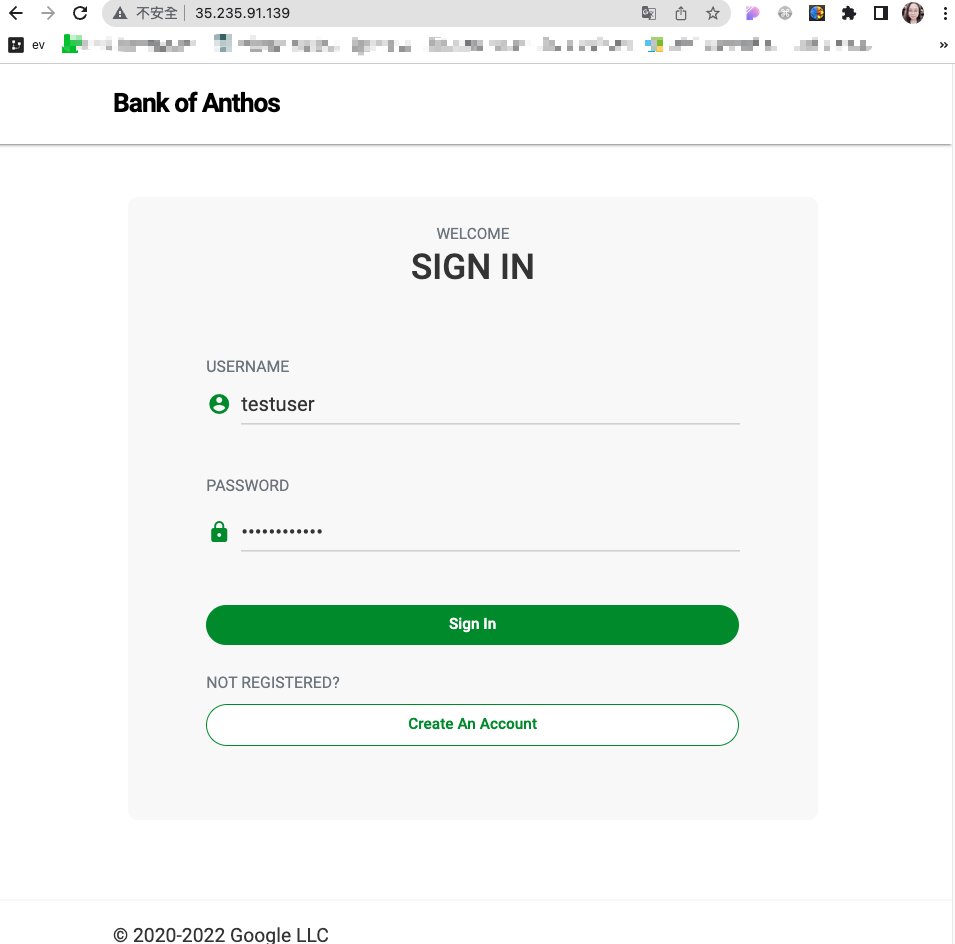 不安全 35.235.91.139
ev
Bank of Anthos
WELCOME
SIGN IN
USERNAME
testuser
PASSWORD
••••••••••••
Sign In
NOT REGISTERED?
Create An Account
© 2020-2022 Google LLC